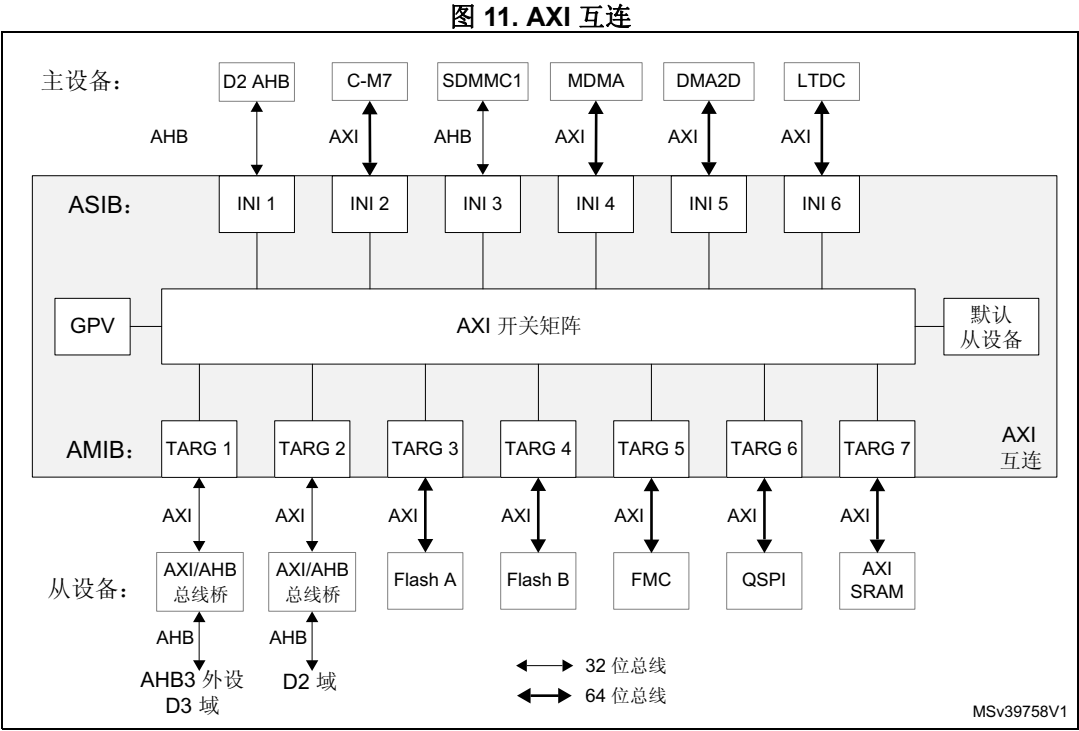 图 11. AXI 互连
主设备：
D2 AHB
C-M7
SDMMC1
MDMA
DMA2D
LTDC
AHB
AXI
AHB
AXI
AXI
AXI
ASIB：
INI 1
INI 2
INI 3
INI 4
INI 5
INI 6
GPV
AXI 开关矩阵
默认
从设备
AMIB：
TARG 1
TARG 2
TARG 3
TARG 4
TARG 5
TARG 6
TARG 7
AXI
互连
AXI
AXI
AXI
AXI
AXI
AXI
AXI
从设备：
AXI/AHB
总线桥
AXI/AHB
总线桥
Flash A
Flash B
FMC
QSPI
AXI
SRAM
AHB
AHB
AHB3 外设
D3 域
D2 域
32 位总线
64 位总线
MSv39758V1